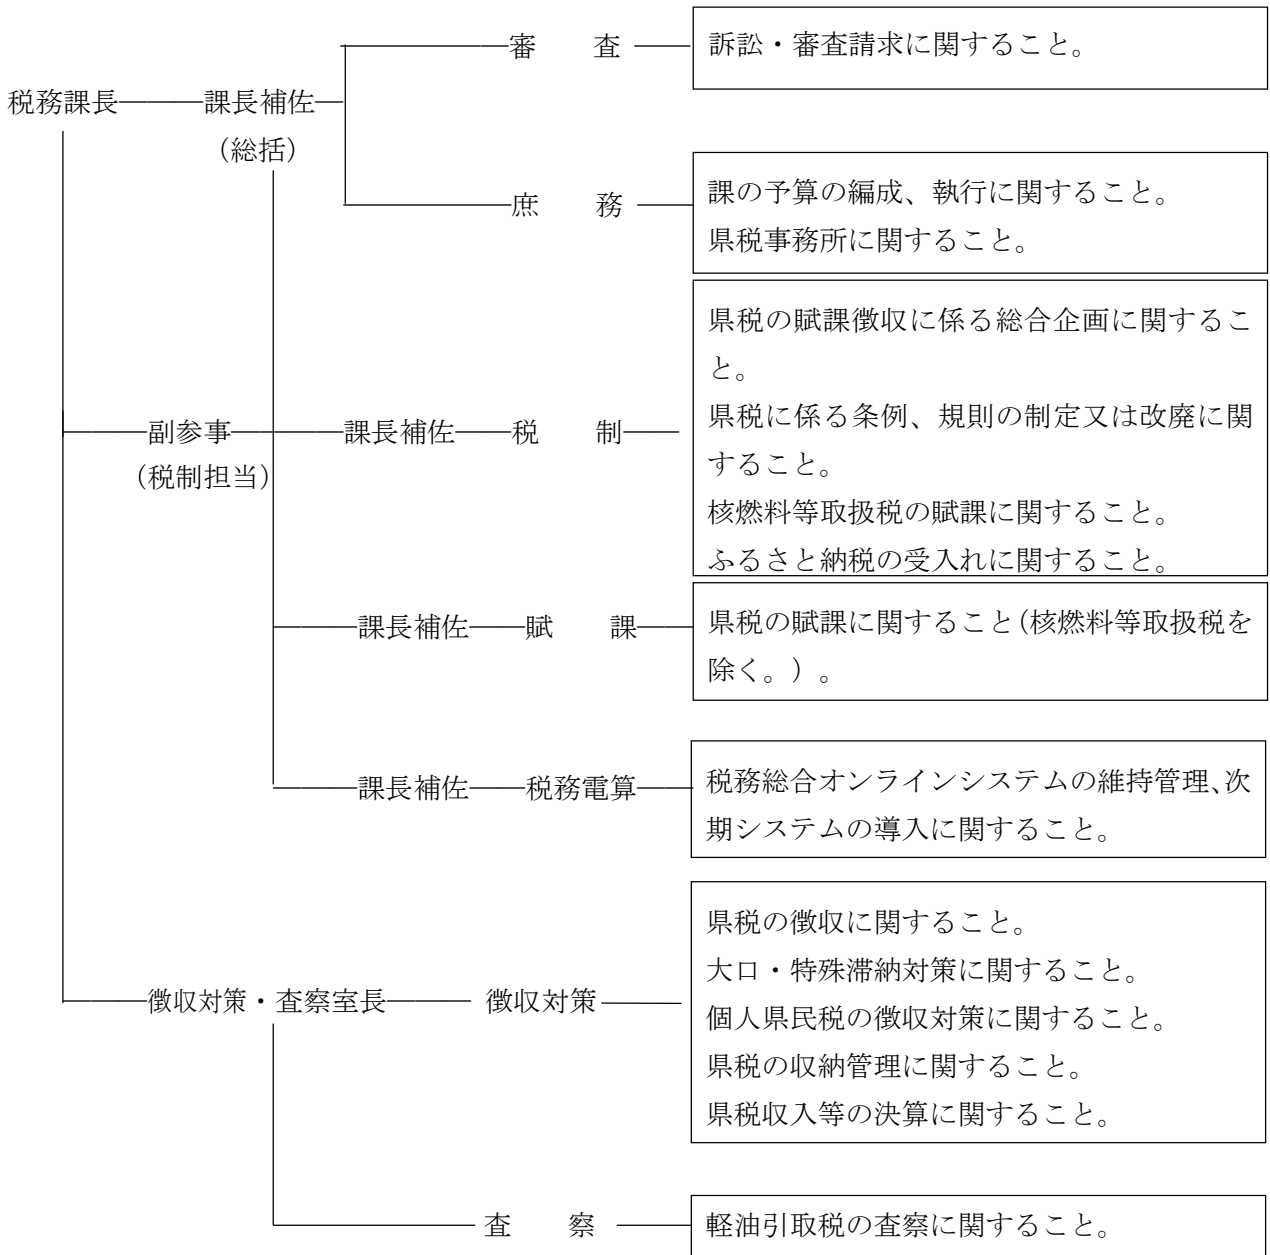 審　　査
訴訟・審査請求に関すること。
税務課長
課長補佐
（総括）
庶　　務
課の予算の編成、執行に関すること。
県税事務所に関すること。
副参事
（税制担当）
課長補佐
税　　制
県税の賦課徴収に係る総合企画に関するこ
と。
県税に係る条例、規則の制定又は改廃に関
すること。
核燃料等取扱税の賦課に関すること。
ふるさと納税の受入れに関すること。
課長補佐
賦　　課
県税の賦課に関すること（核燃料等取扱税を
除く。）。
課長補佐
税務電算
税務総合オンラインシステムの維持管理、次
期システムの導入に関すること。
徴収対策・査察室長
徴収対策
県税の徴収に関すること。
大口・特殊滞納対策に関すること。
個人県民税の徴収対策に関すること。
県税の収納管理に関すること。
県税収入等の決算に関すること。
査　　察
軽油引取税の査察に関すること。